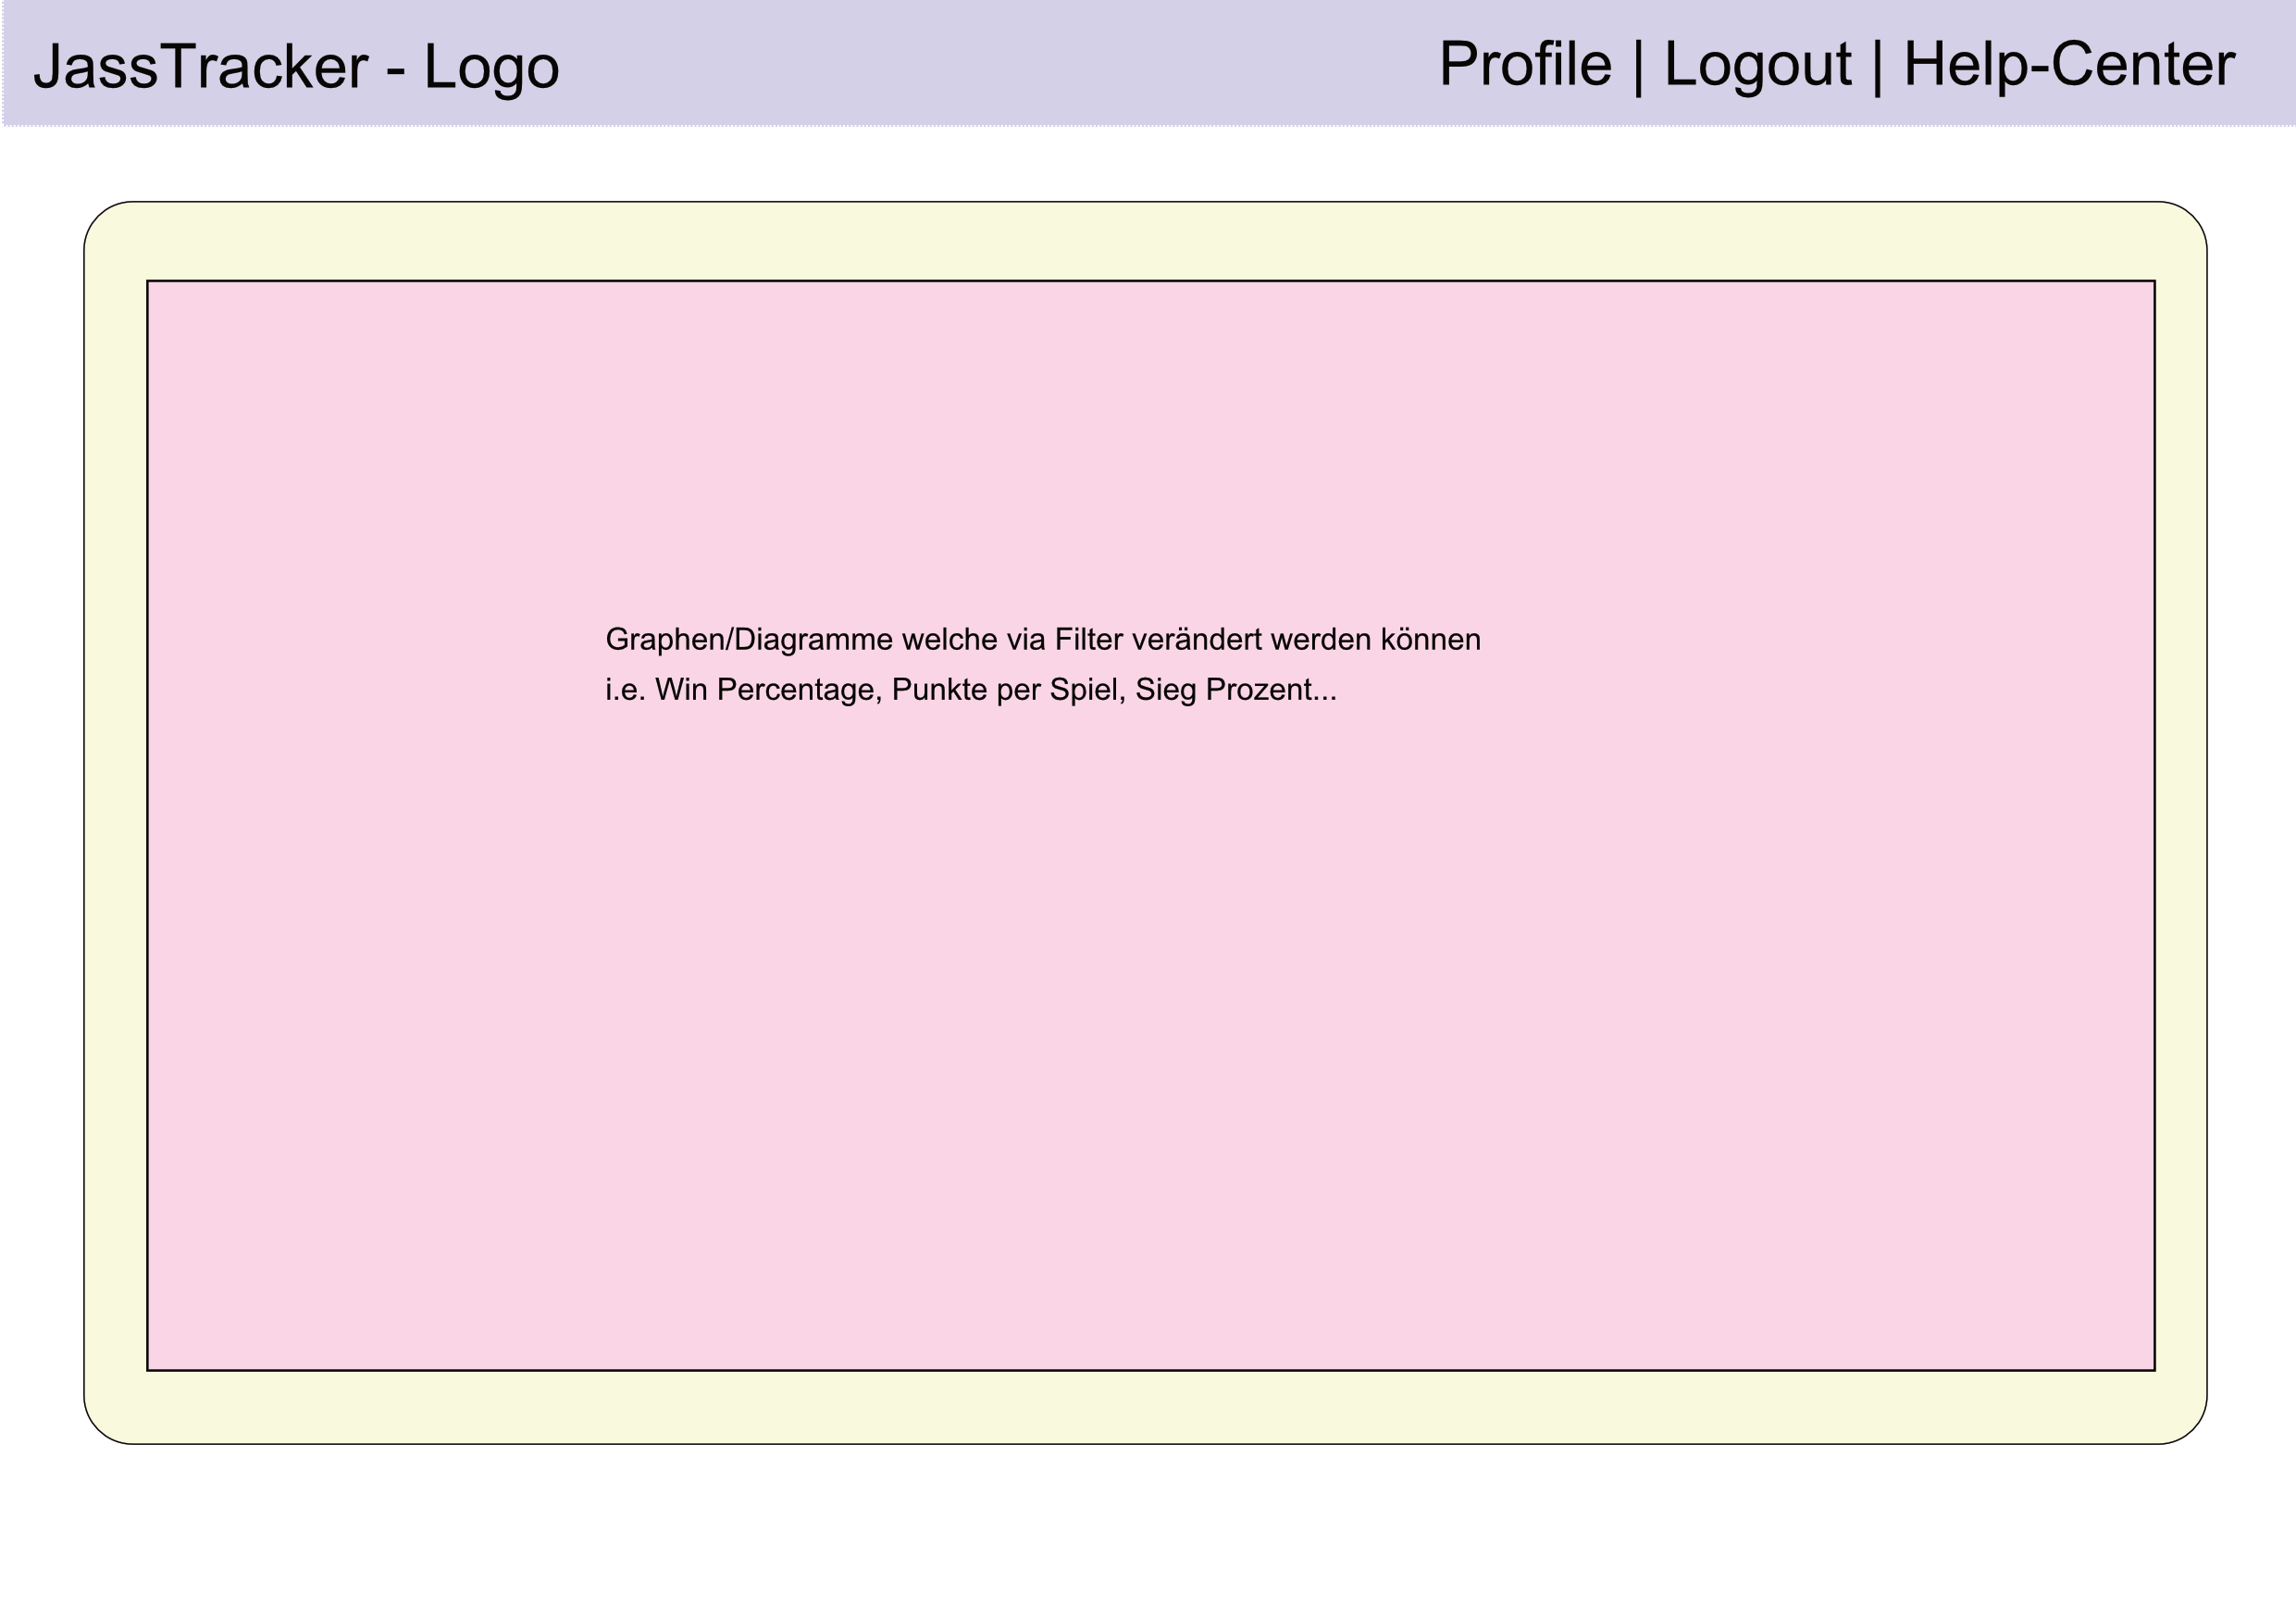 JassTracker - Logo
Profile | Logout | Help-Center
Graphen/Diagramme welche via Filter verändert werden können
i.e. Win Percentage, Punkte per Spiel, Sieg Prozent...